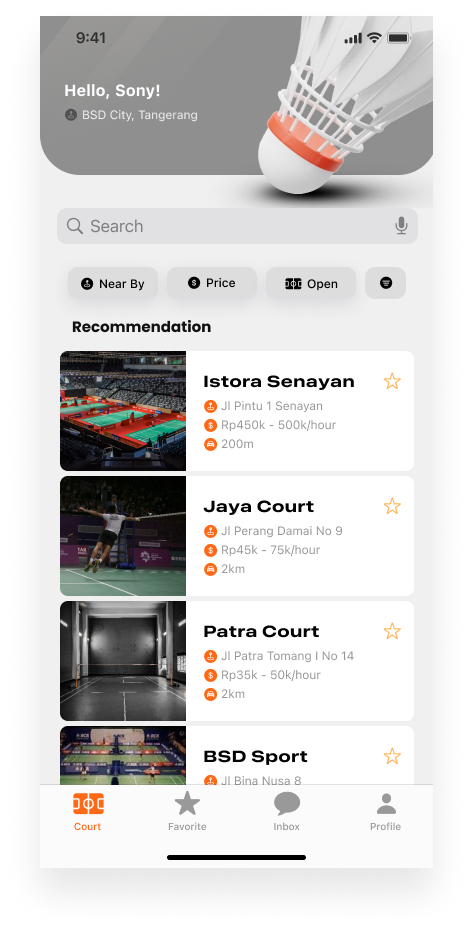 9:41
Hello, Sony!
BSD City, Tangerang
Search
Near By
Price
Open
Recommendation
Istora Senayan
Jl Pintu 1 Senayan
Rp450k - 500k/hour
200m
Jaya Court
Jl Perang Damai No 9
Rp45k - 75k/hour
2km
Patra Court
Jl Patra Tomang I No 14
Rp35k - 50k/hour
2km
BSD Sport
Jl Bina Nusa 8
Court
Favorite
Inbox
Profile